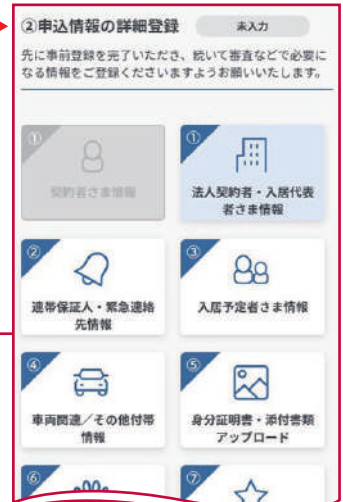 ②申込情報の詳細登録 未入力
先に事前登録を完了いただき、続いて審査などで必要に
なる情報をご登録くださいますようお願いいたします。
① ①
契約者さま情報 法人契約者・入居代表
者さま情報
② ③
連帯保証人・緊急連絡 入居予定者さま情報
先情報
④ ⑤
車両関連／その他付帯 身分証明書・添付書類
情報 アップロード
⑥ ⑦